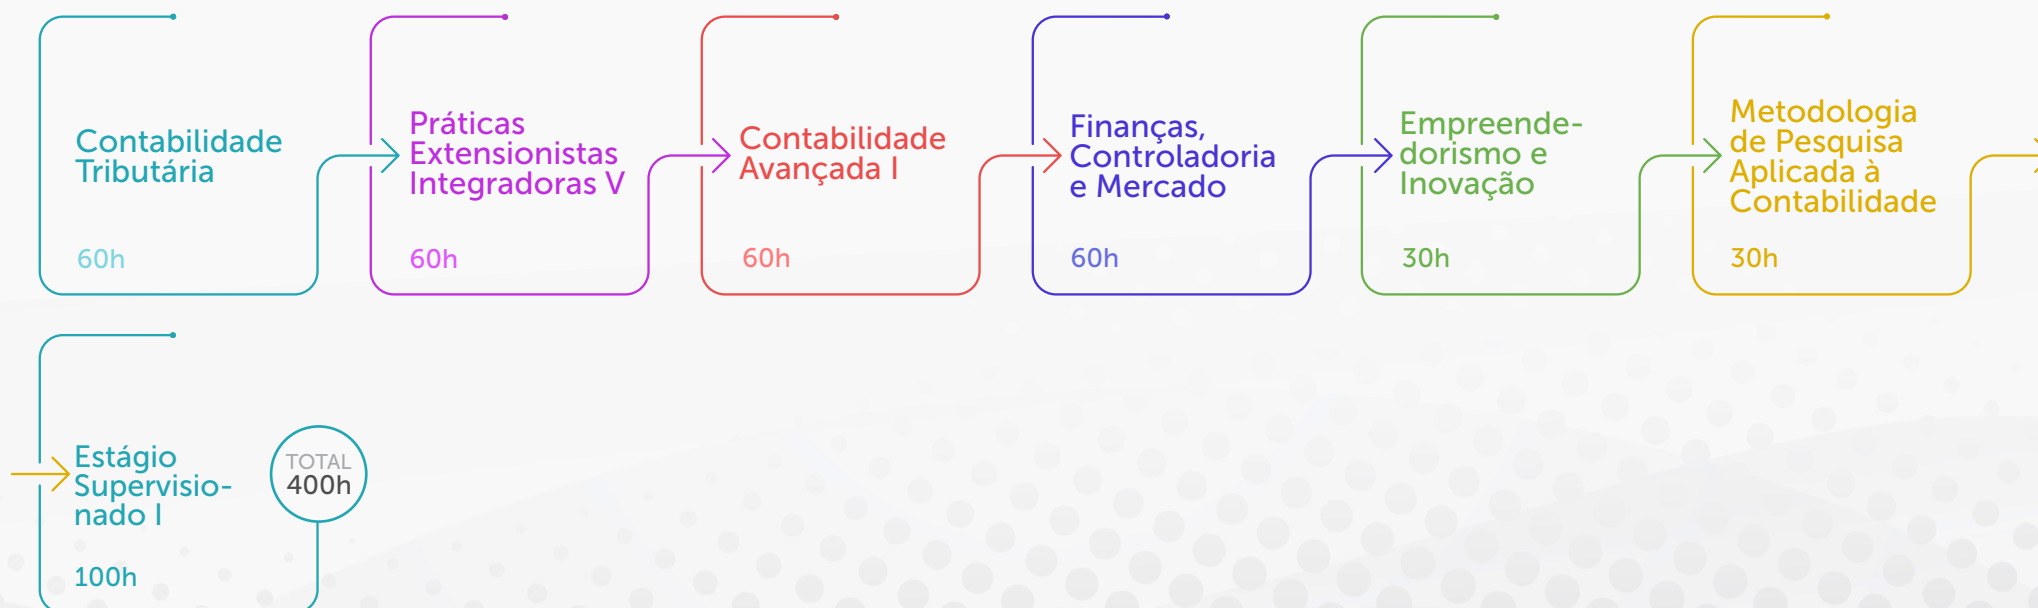 Contabilidade
Tributária
60h
Práticas
Extensionistas
Integradoras V
60h
Contabilidade
Avançada I
60h
Finanças,
Controladoria
e Mercado
60h
Empreende-
dorismo e
Inovação
30h
Metodologia
de Pesquisa
Aplicada à
Contabilidade
30h
Estágio
Supervisio-
nado I
100h
TOTAL
400h